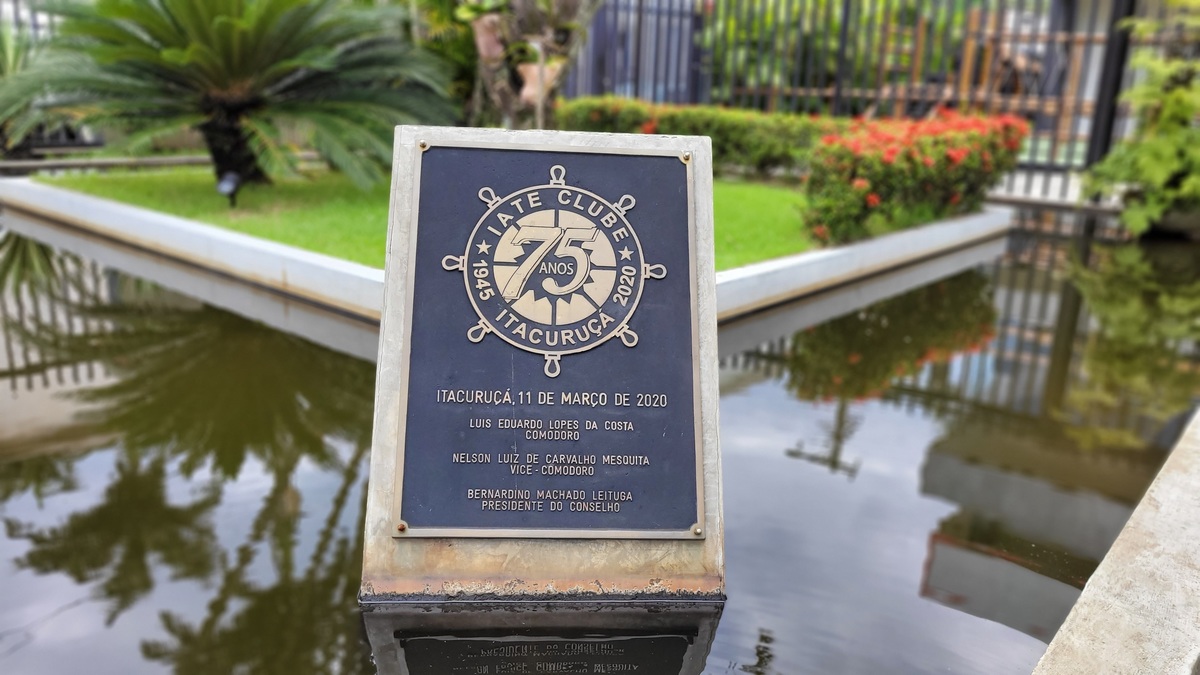 IATE CLUBE
75
ANOS
1945 2020
ITACURUÇÁ
ITACURUÇÁ, 11 DE MARÇO DE 2020
LUIS EDUARDO LOPES DA COSTA
COMODORO
NELSON LUIZ DE CARVALHO MESQUITA
VICE-COMODORO
BERNARDINO MACHADO LEITUGA
PRESIDENTE DO CONSELHO